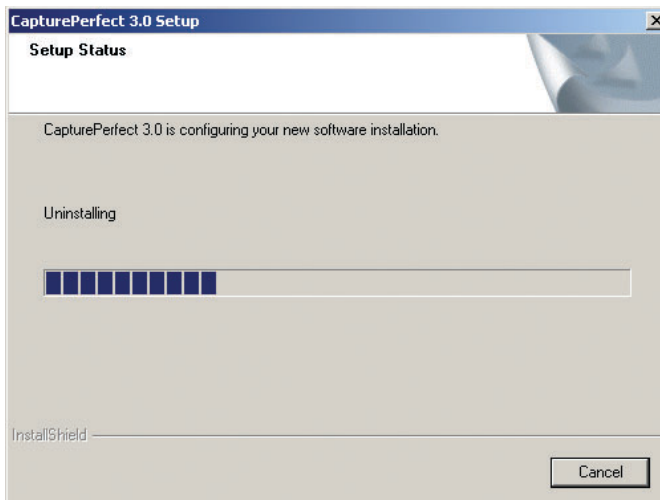 CapturePerfect 3.0 Setup
Setup Status
CapturePerfect 3.0 is configuring your new software installation.
Uninstalling
InstallShield
Cancel